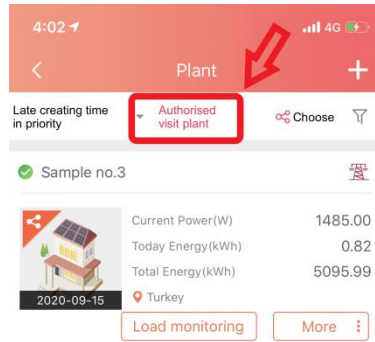 4:02 4G
Plant
Late creating time
in priority
Authorised
visit plant
Choose
Sample no.3
Current Power(W) 1485.00
Today Energy(kWh) 0.82
Total Energy(kWh) 5095.99
2020-09-15
Turkey
Load monitoring
More